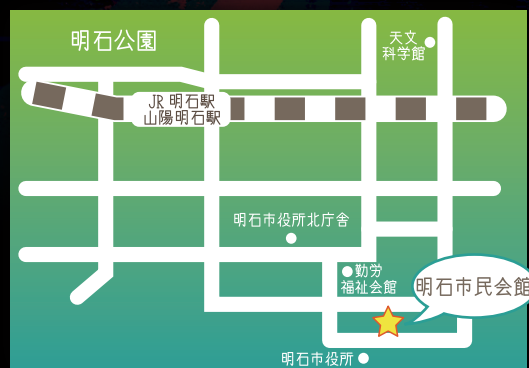 明石公園
天文
科学館
JR 明石駅
山陽明石駅
明石市役所北庁舎
勤労
福祉会館
明石市民会館
明石市役所